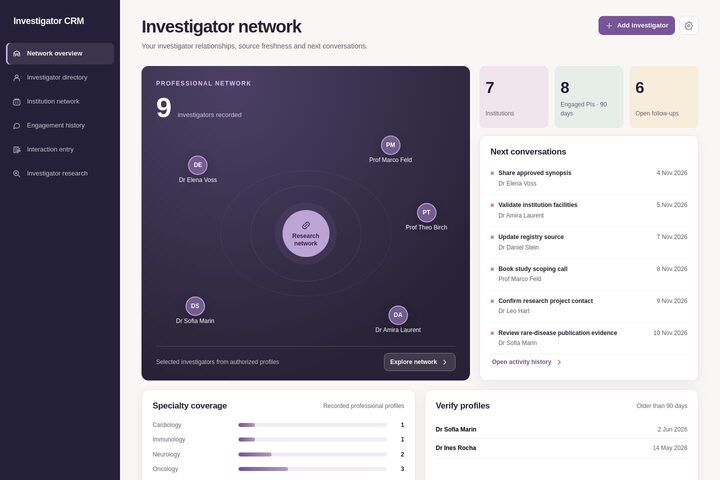 Investigator CRM
Network overview
Investigator directory
Institution network
Engagement history
Interaction entry
Investigator research
Investigator network
Your investigator relationships, source freshness and next conversations.
Add investigator
PROFESSIONAL NETWORK
9 investigators recorded
PM
Prof Marco Feld
DE
Dr Elena Voss
PT
Prof Theo Birch
Research
network
DS
Dr Sofia Marin
DA
Dr Amira Laurent
Selected investigators from authorized profiles
Explore network
7
Institutions
8
Engaged PIs · 90
days
6
Open follow-ups
Next conversations
Share approved synopsis 4 Nov 2026
Dr Elena Voss
Validate institution facilities 5 Nov 2026
Dr Amira Laurent
Update registry source 7 Nov 2026
Dr Daniel Stein
Book study scoping call 8 Nov 2026
Prof Marco Feld
Confirm research project contact 9 Nov 2026
Dr Leo Hart
Review rare-disease publication evidence 10 Nov 2026
Dr Sofia Marin
Open activity history
Specialty coverage Recorded professional profiles
Cardiology 1
Immunology 1
Neurology 2
Oncology 3
Verify profiles Older than 90 days
Dr Sofia Marin 2 Jun 2026
Dr Ines Rocha 14 May 2026